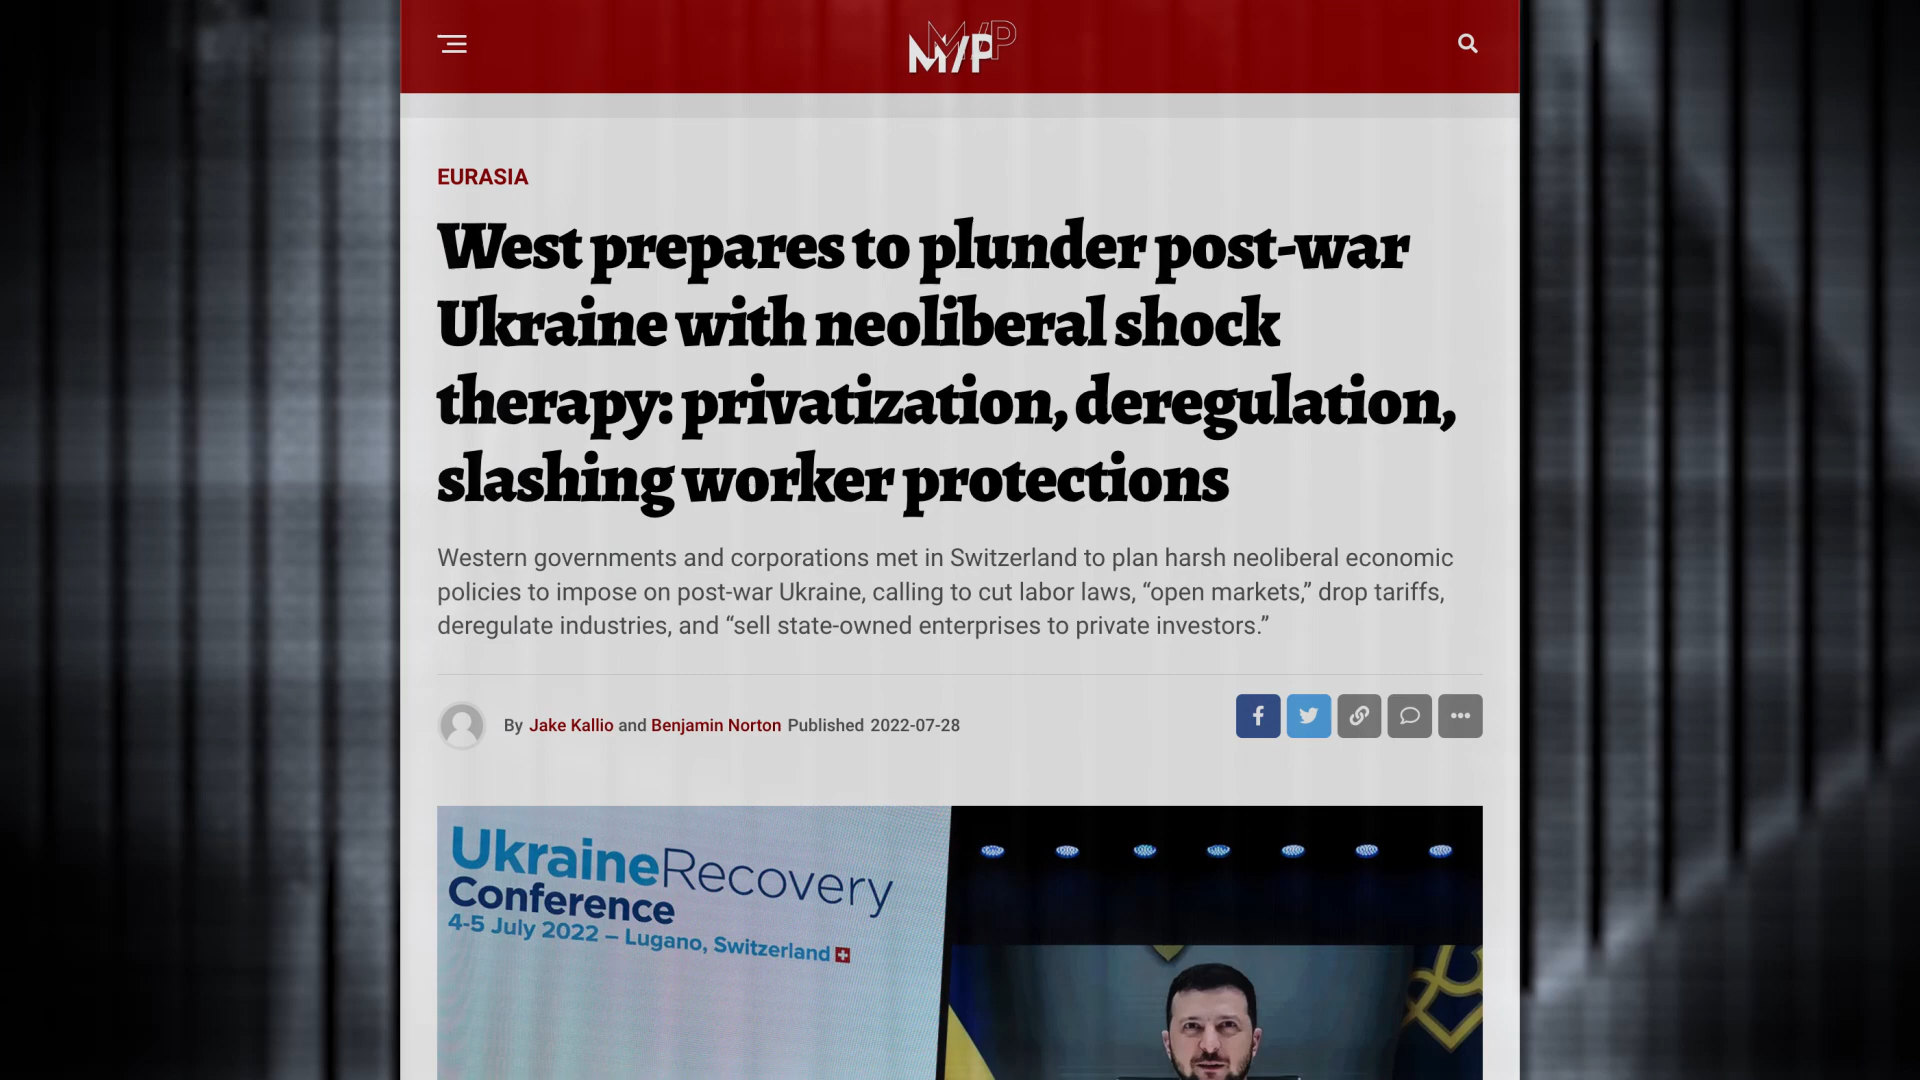 M/P
EURASIA
West prepares to plunder post-war
Ukraine with neoliberal shock
therapy: privatization, deregulation,
slashing worker protections
Western governments and corporations met in Switzerland to plan harsh neoliberal economic
policies to impose on post-war Ukraine, calling to cut labor laws, “open markets,” drop tariffs,
deregulate industries, and “sell state-owned enterprises to private investors.”
By Jake Kallio and Benjamin Norton Published 2022-07-28
UkraineRecovery
Conference
4-5 July 2022 – Lugano, Switzerland